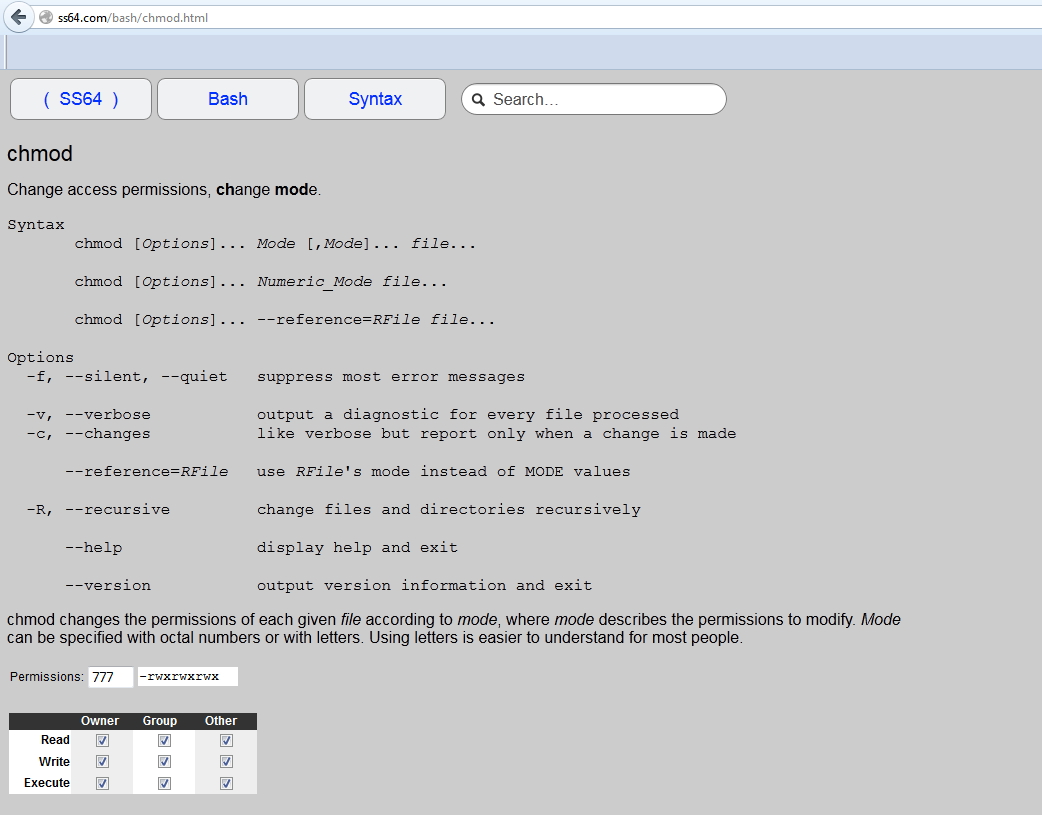 ss64.com/bash/chmod.html
( SS64 ) Bash Syntax Search...
chmod
Change access permissions, change mode.
Syntax
chmod [Options]... Mode [,Mode]... file...
chmod [Options]... Numeric_Mode file...
chmod [Options]... --reference=RFile file...
Options
-f, --silent, --quiet suppress most error messages
-v, --verbose output a diagnostic for every file processed
-c, --changes like verbose but report only when a change is made
--reference=RFile use RFile's mode instead of MODE values
-R, --recursive change files and directories recursively
--help display help and exit
--version output version information and exit
chmod changes the permissions of each given file according to mode, where mode describes the permissions to modify. Mode
can be specified with octal numbers or with letters. Using letters is easier to understand for most people.
Permissions: 777 -rwxrwxrwx
Owner Group Other
Read
Write
Execute